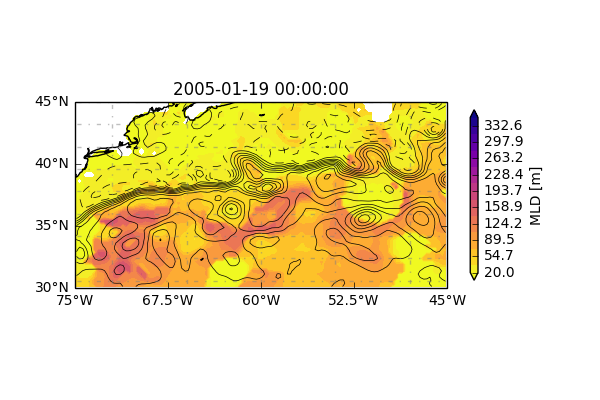 2005-01-19 00:00:00
45°N
40°N
35°N
30°N
75°W
67.5°W
60°W
52.5°W
45°W
332.6
297.9
263.2
228.4
193.7
158.9
124.2
89.5
54.7
20.0
MLD [m]